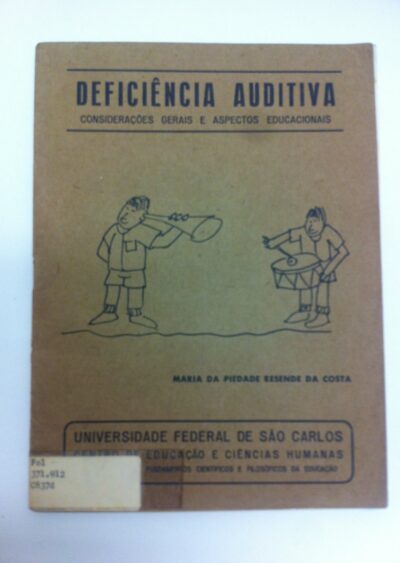 DEFICIÊNCIA AUDITIVA
CONSIDERAÇÕES GERAIS E ASPECTOS EDUCACIONAIS
MARIA DA PIEDADE RESENDE DA COSTA
UNIVERSIDADE FEDERAL DE SÃO CARLOS
CENTRO DE EDUCAÇÃO E CIÊNCIAS HUMANAS
FUNDAMENTOS CIENTÍFICOS E FILOSÓFICOS DA EDUCAÇÃO
Fol
371.912
C837d